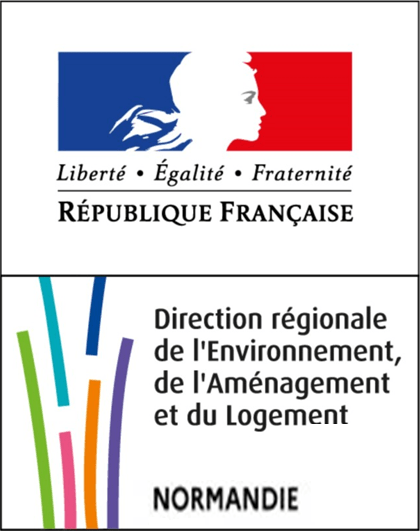 Liberté • Égalité • Fraternité
RÉPUBLIQUE FRANÇAISE
Direction régionale
de l'Environnement,
de l'Aménagement
et du Logement
NORMANDIE